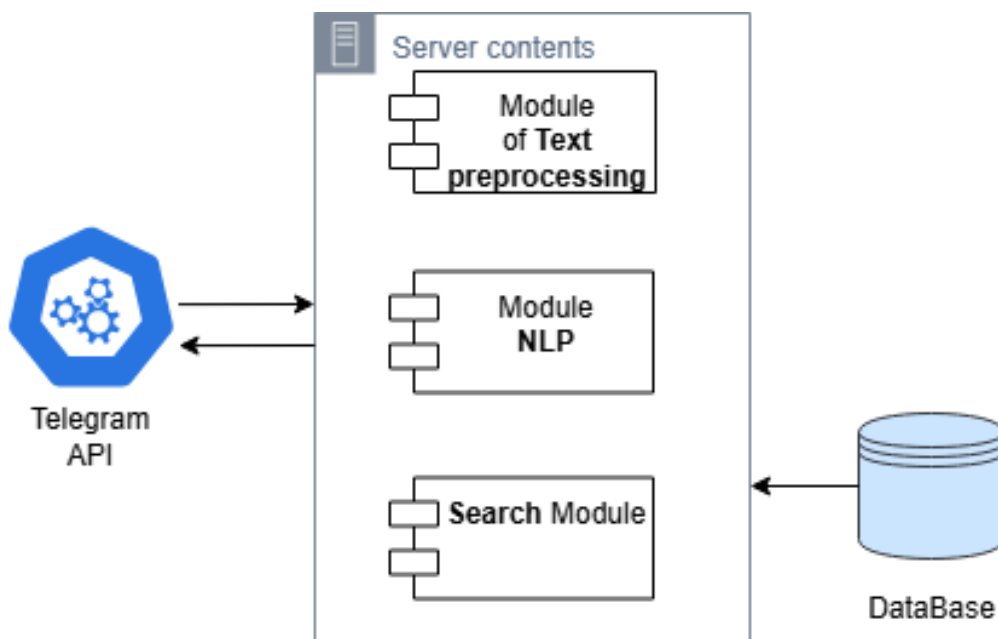 Server contents
Module
of Text
preprocessing
Module
NLP
Search Module
Telegram
API
DataBase